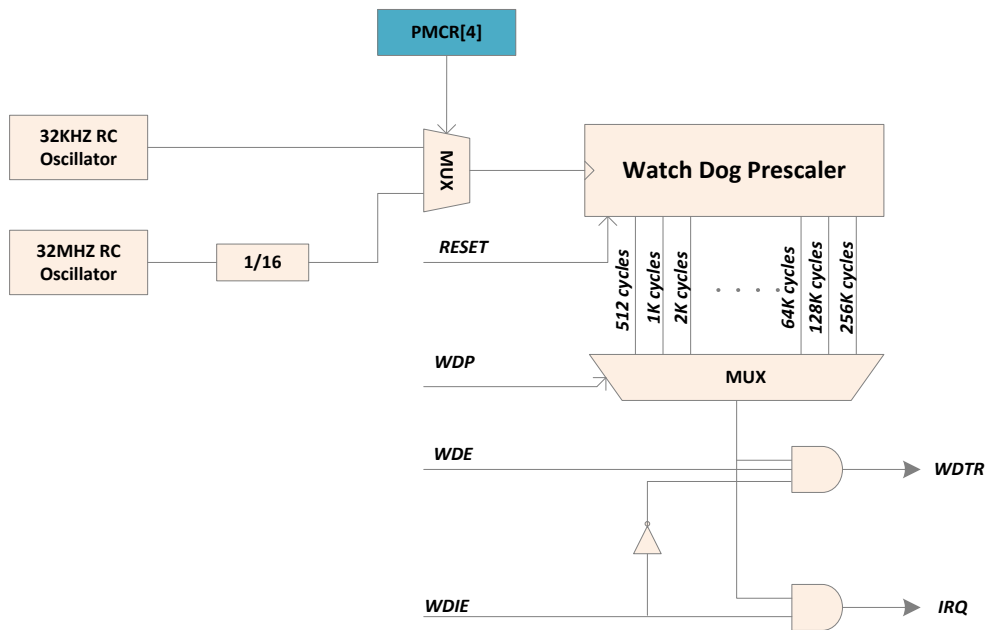 PMCR[4]
32KHZ RC
Oscillator
MUX
Watch Dog Prescaler
32MHZ RC
Oscillator
1/16
RESET
512 cycles
1K cycles
2K cycles
. . . . .
64K cycles
128K cycles
256K cycles
WDP
MUX
WDE
WDTR
WDIE
IRQ